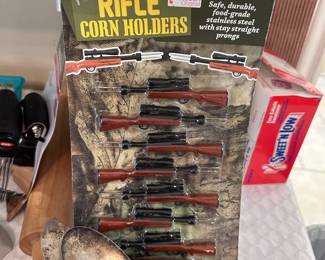 RIFLE
CORN HOLDERS
Safe, durable,
food-grade
stainless steel
with stay straight
prongs
SWEET'N LOW